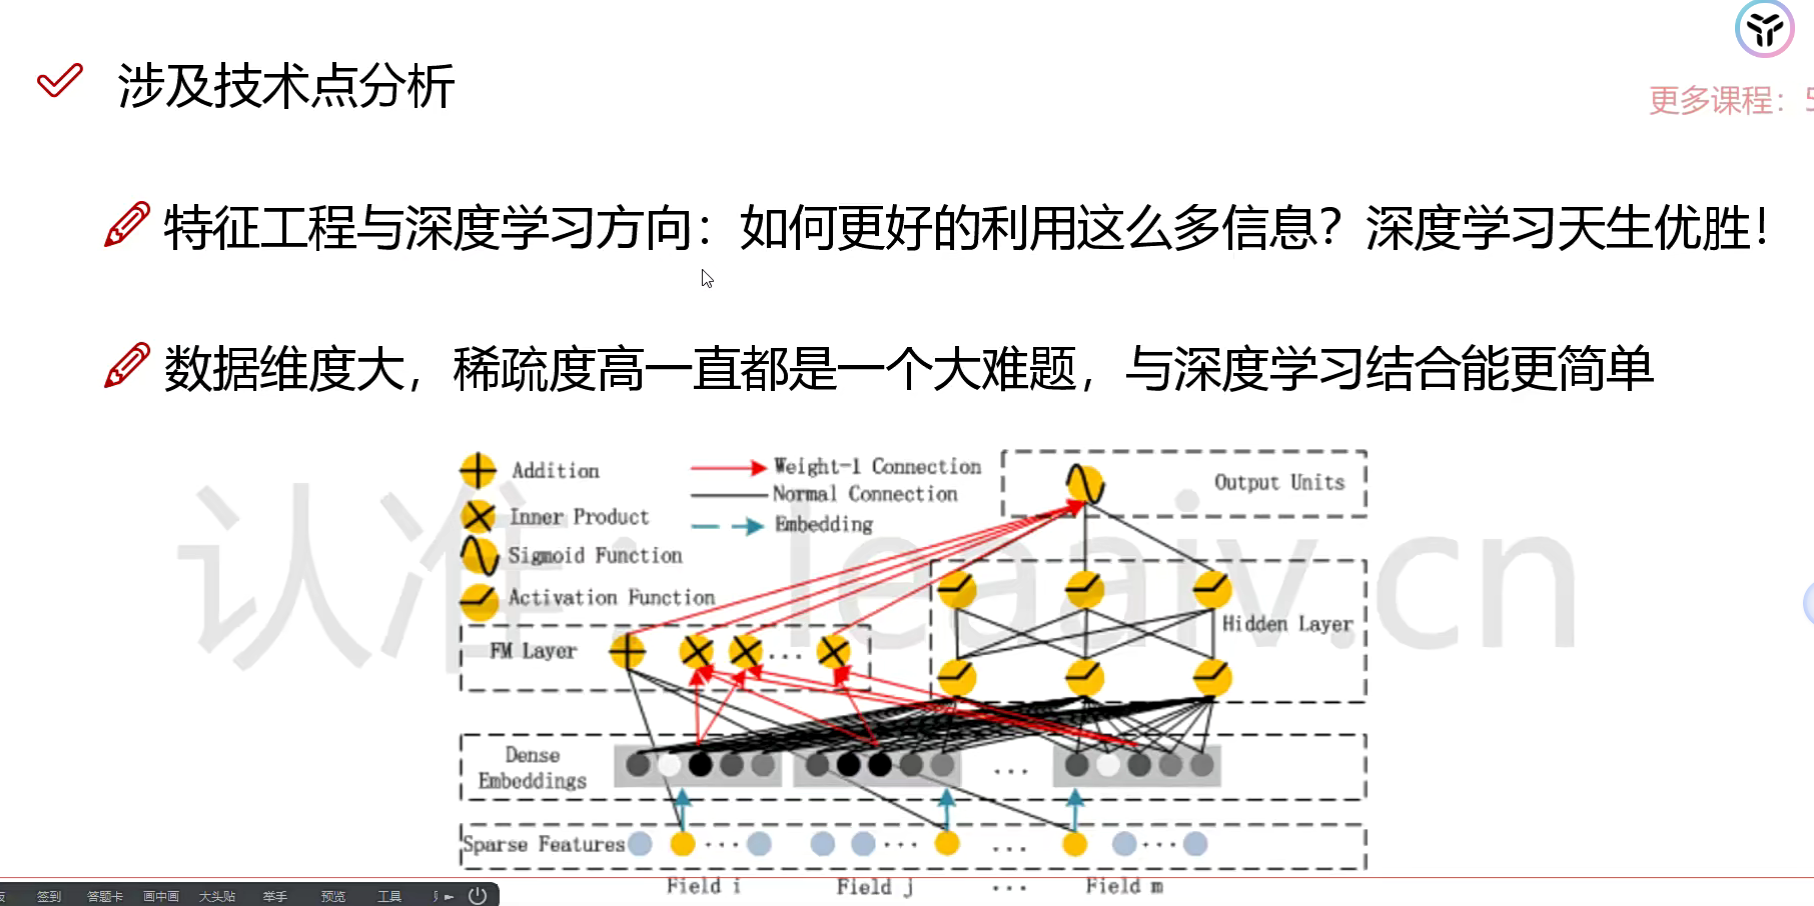 涉及技术点分析
更多课程：5
特征工程与深度学习方向：如何更好的利用这么多信息？深度学习天生优胜！
数据维度大，稀疏度高一直都是一个大难题，与深度学习结合能更简单
认准：leaaiv.cn
Addition
Inner Product
Sigmoid Function
Activation Function
Weight-1 Connection
Normal Connection
Embedding
Output Units
Hidden Layer
FM Layer
...
Dense
Embeddings
...
Sparse Features
... ... ... ...
Field i Field j ... Field m
签到 答题卡 画中画 大头贴 举手 预览 工具